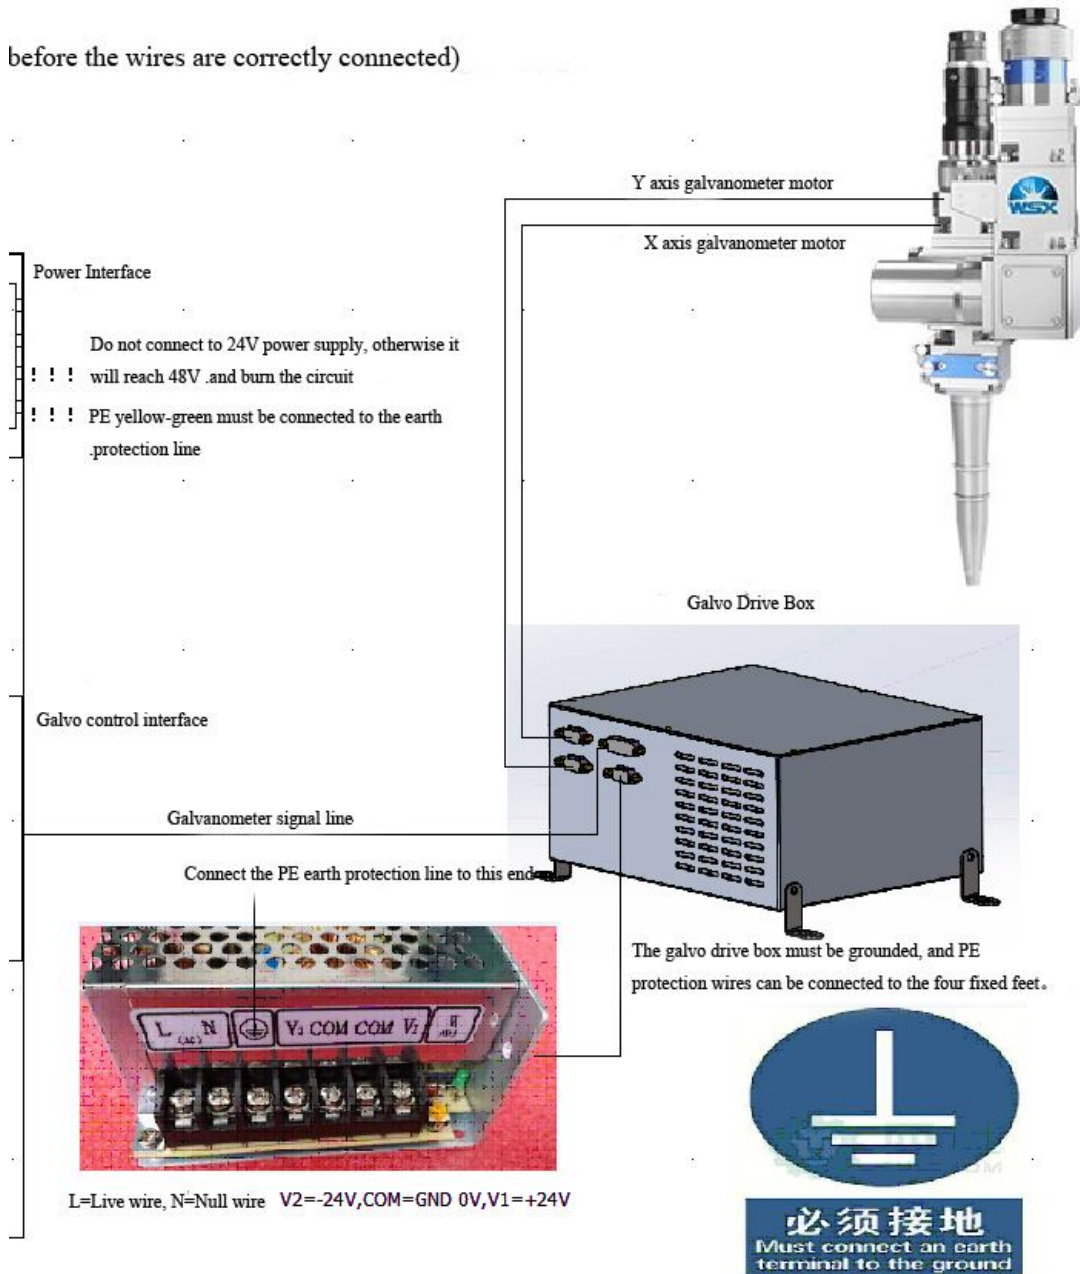 before the wires are correctly connected)
Y axis galvanometer motor
WSX
X axis galvanometer motor
Power Interface
Do not connect to 24V power supply, otherwise it
! ! ! will reach 48V .and burn the circuit
! ! ! PE yellow-green must be connected to the earth
.protection line
Galvo Drive Box
Galvo control interface
Galvanometer signal line
Connect the PE earth protection line to this end
The galvo drive box must be grounded, and PE
protection wires can be connected to the four fixed feet。
L N
(AC)
COM COM
L=Live wire, N=Null wire V2=-24V,COM=GND 0V,V1=+24V
必须接地
Must connect an earth
terminal to the ground